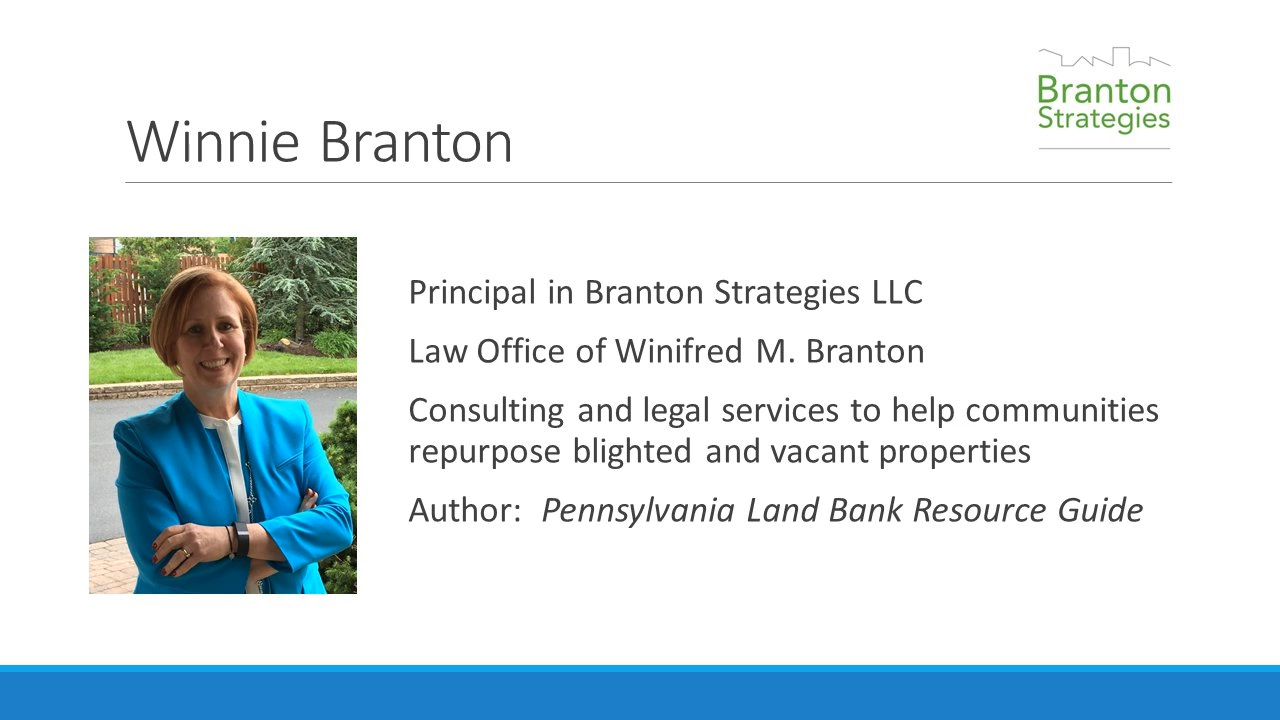 Branton
Strategies
Winnie Branton
Principal in Branton Strategies LLC
Law Office of Winifred M. Branton
Consulting and legal services to help communities
repurpose blighted and vacant properties
Author:  Pennsylvania Land Bank Resource Guide